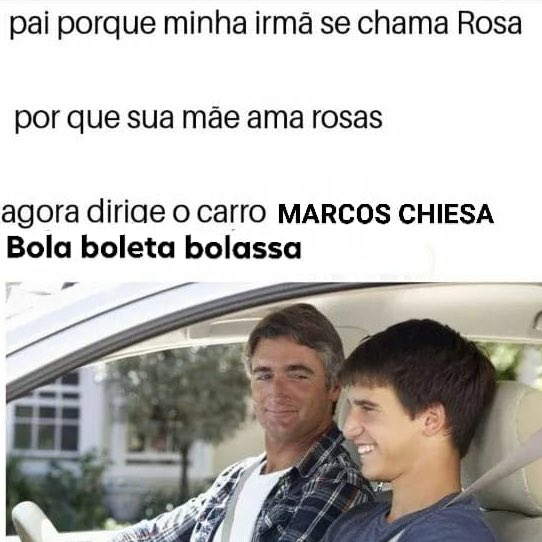 pai porque minha irmã se chama Rosa
por que sua mãe ama rosas
agora dirige o carro MARCOS CHIESA
Bola boleta bolassa